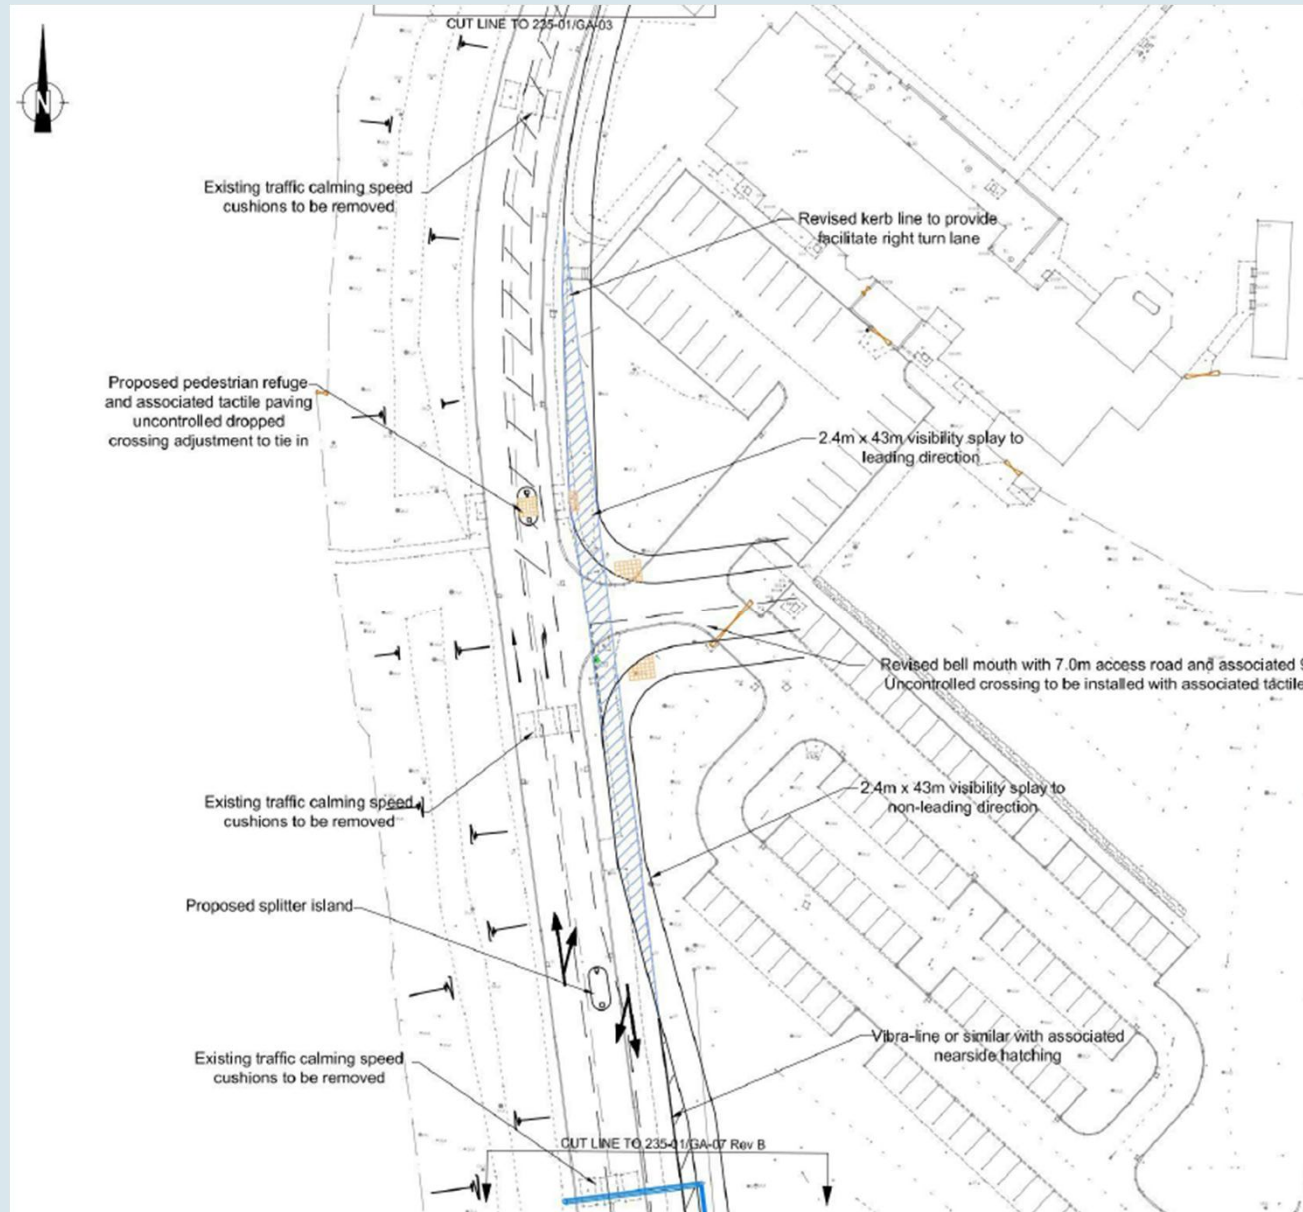 CUT LINE TO 235-01/GA-03
N
Existing traffic calming speed
cushions to be removed
Revised kerb line to provide
facilitate right turn lane
Proposed pedestrian refuge
and associated tactile paving
uncontrolled dropped
crossing adjustment to tie in
2.4m x 43m visibility splay to
leading direction
Revised bell mouth with 7.0m access road and associated
Uncontrolled crossing to be installed with associated tactile
Existing traffic calming speed
cushions to be removed
2.4m x 43m visibility splay to
non-leading direction
Proposed splitter island
Vibra-line or similar with associated
nearside hatching
Existing traffic calming speed
cushions to be removed
CUT LINE TO 235-01/GA-07 Rev B